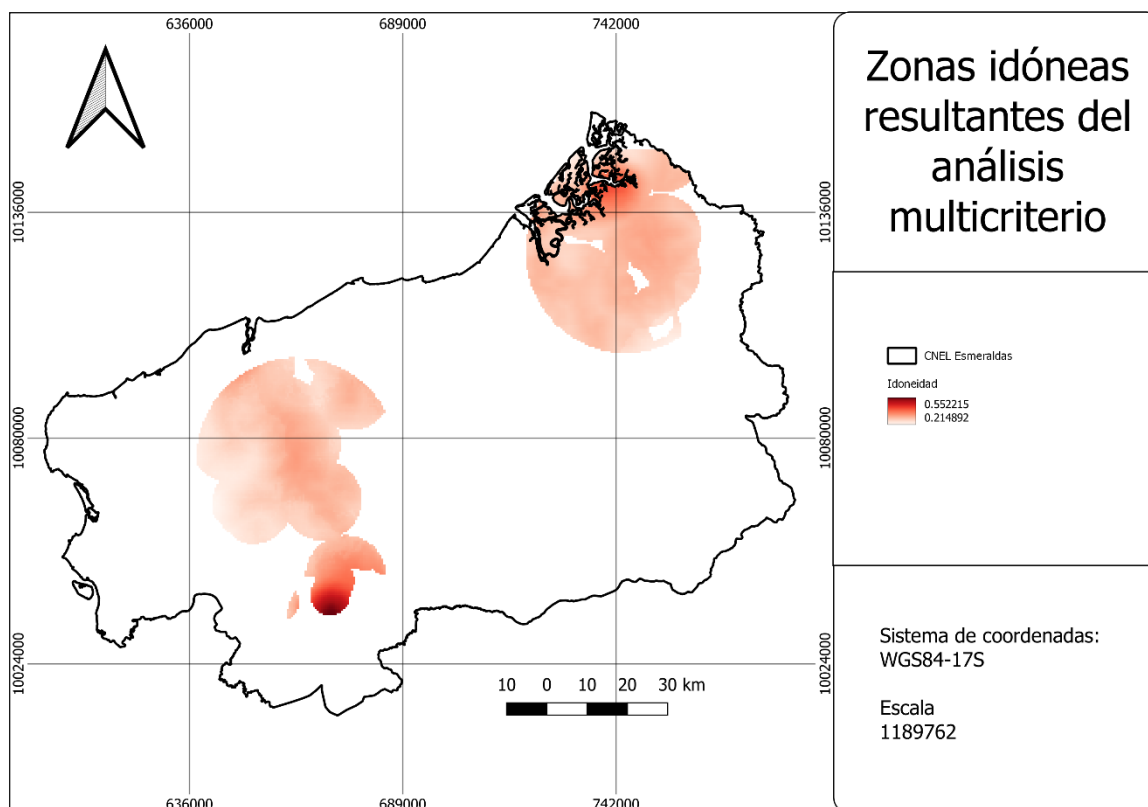 636000
689000
742000
Zonas idóneas
resultantes del
análisis
multicriterio
10136000
10136000
CNEL Esmeraldas
Idoneidad
0.552215
0.214892
10080000
10080000
10024000
10024000
Sistema de coordenadas:
WGS84-17S
Escala
1189762
10 0 10 20 30 km
636000
689000
742000